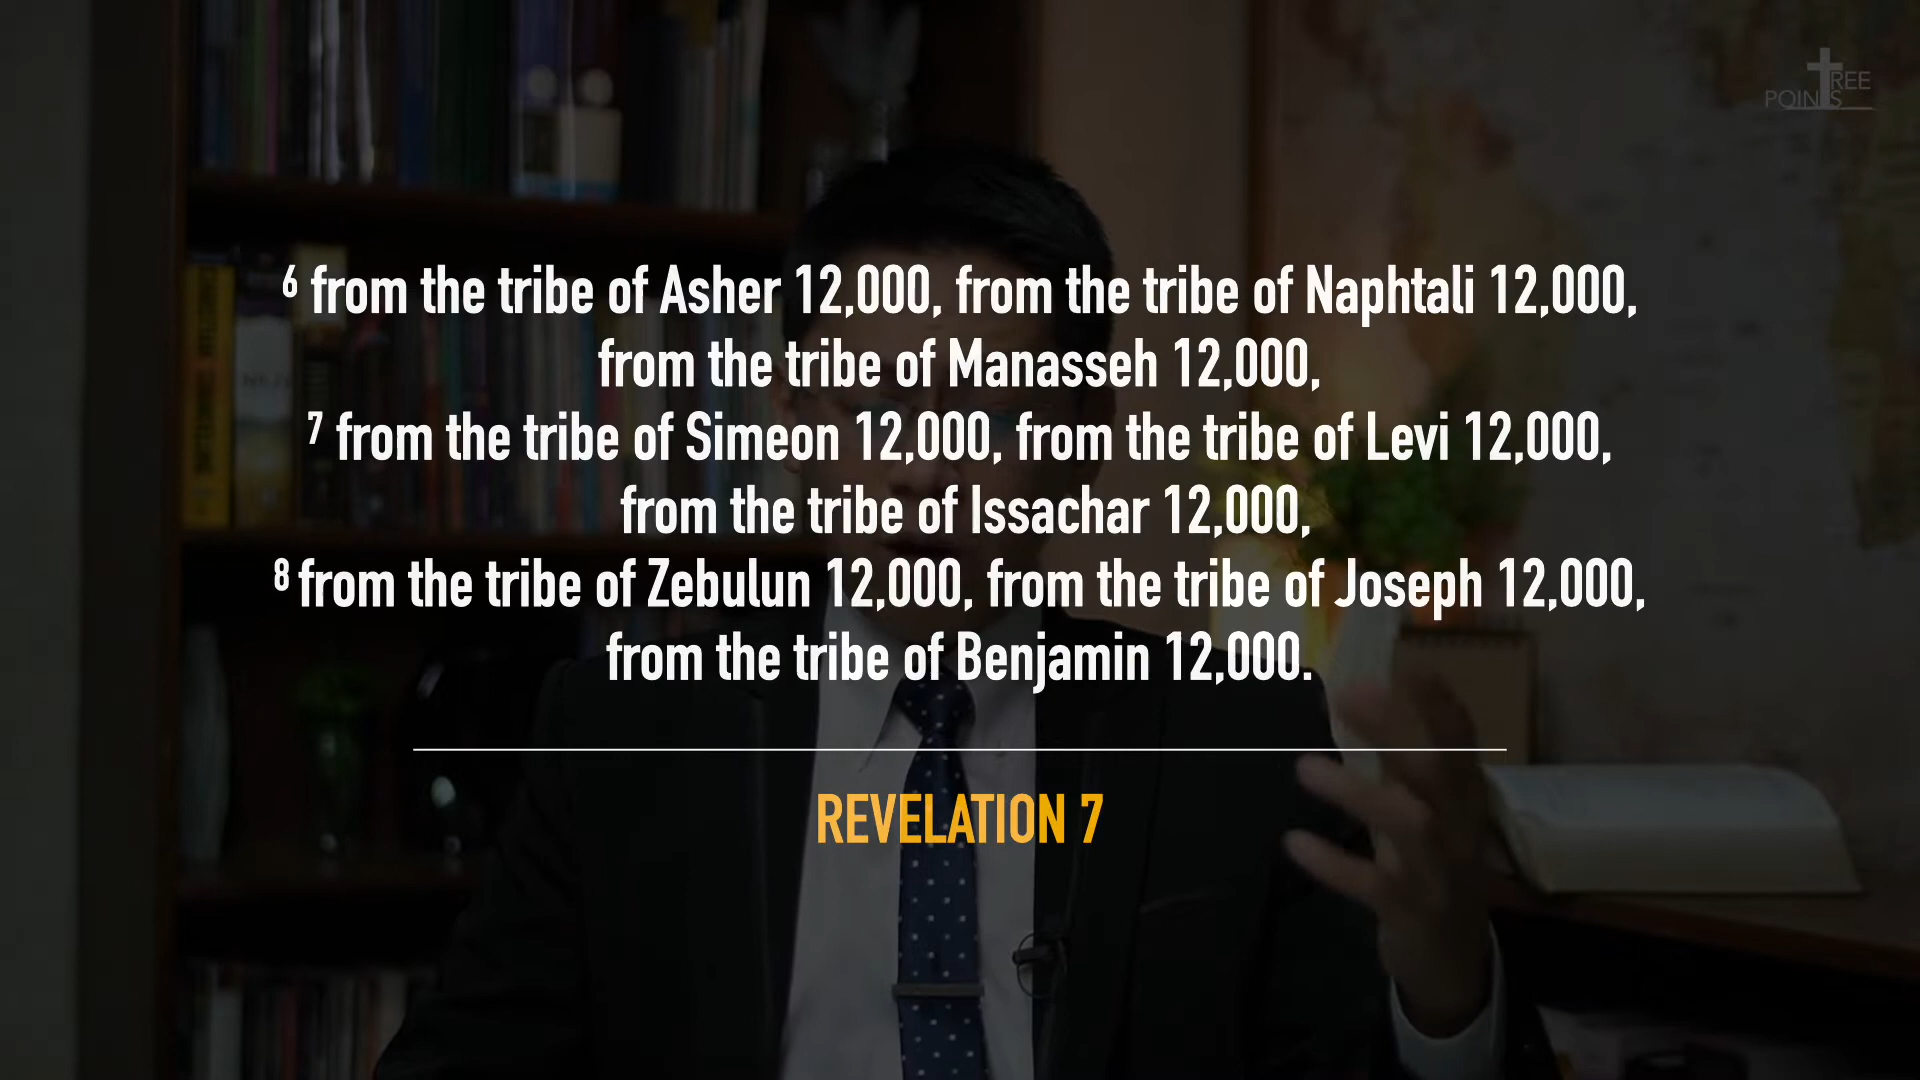 TREE
POINTS
6 from the tribe of Asher 12,000, from the tribe of Naphtali 12,000,
from the tribe of Manasseh 12,000,
7 from the tribe of Simeon 12,000, from the tribe of Levi 12,000,
from the tribe of Issachar 12,000,
8 from the tribe of Zebulun 12,000, from the tribe of Joseph 12,000,
from the tribe of Benjamin 12,000.
REVELATION 7